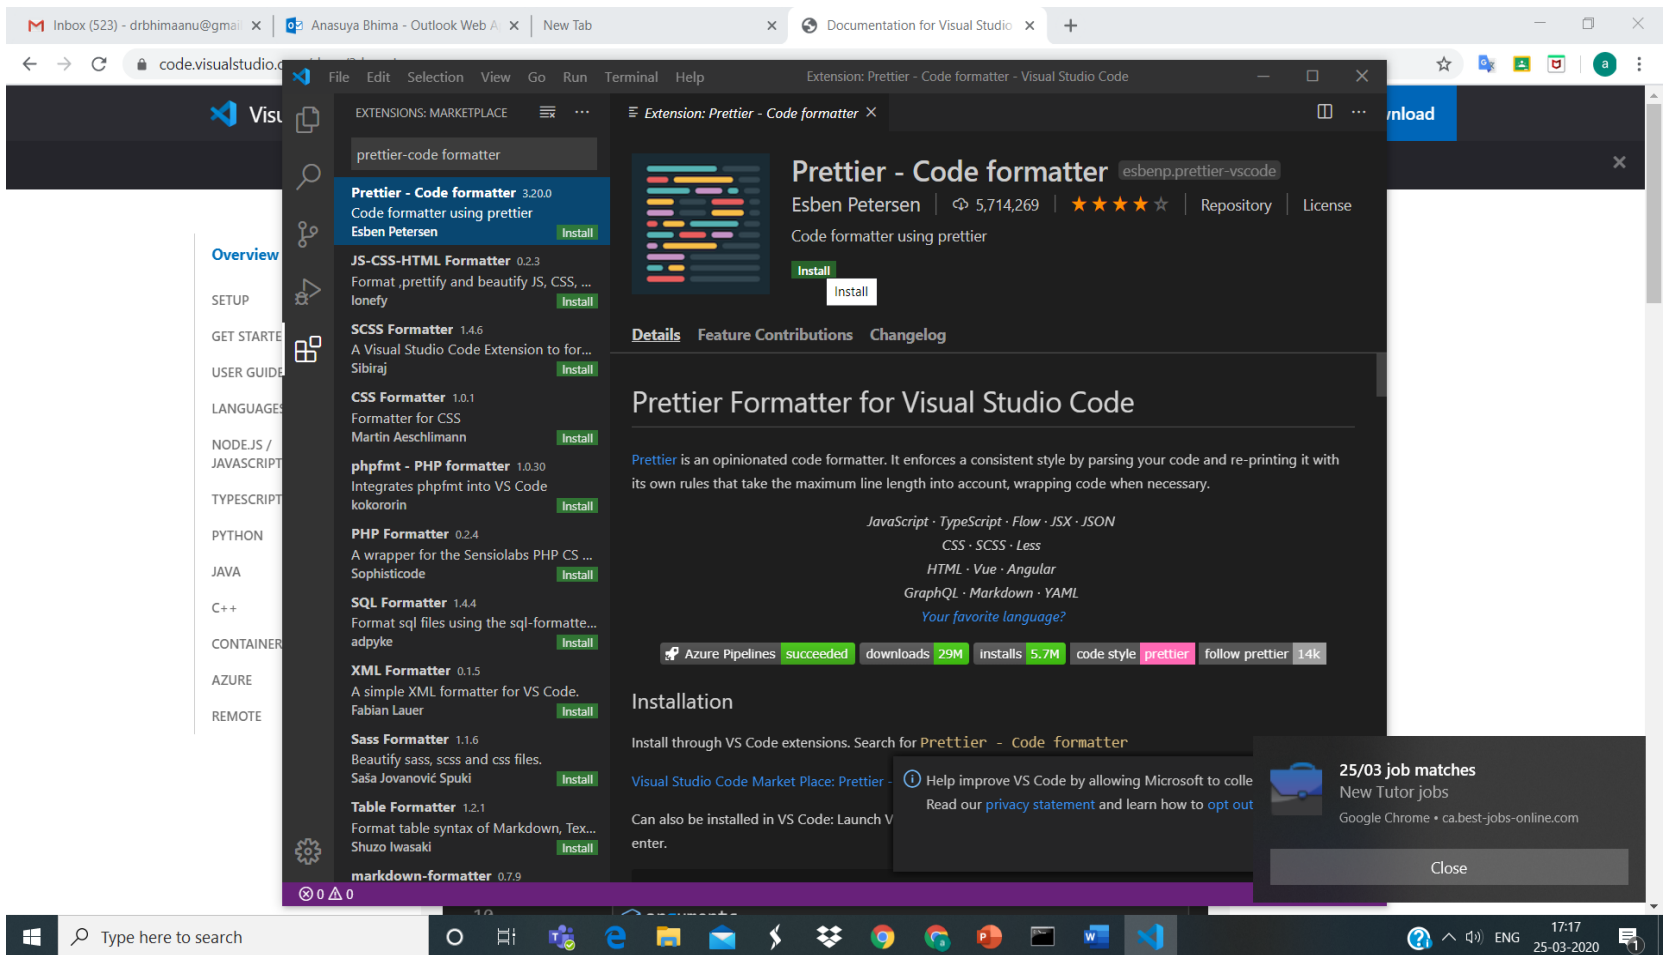 Inbox (523) - drbhimaanu@gmai
Anasuya Bhima - Outlook Web A
New Tab
Documentation for Visual Studio
code.visualstudio.c
Visu
nload
Overview
SETUP
GET STARTE
USER GUIDE
LANGUAGES
NODE.JS /
JAVASCRIPT
TYPESCRIPT
PYTHON
JAVA
C++
CONTAINER
AZURE
REMOTE
File Edit Selection View Go Run Terminal Help
Extension: Prettier - Code formatter - Visual Studio Code
EXTENSIONS: MARKETPLACE
prettier-code formatter
Prettier - Code formatter 3.20.0
Code formatter using prettier
Esben Petersen Install
JS-CSS-HTML Formatter 0.2.3
Format ,prettify and beautify JS, CSS, ...
lonefy Install
SCSS Formatter 1.4.6
A Visual Studio Code Extension to for...
Sibiraj Install
CSS Formatter 1.0.1
Formatter for CSS
Martin Aeschlimann Install
phpfmt - PHP formatter 1.0.30
Integrates phpfmt into VS Code
kokororin Install
PHP Formatter 0.2.4
A wrapper for the Sensiolabs PHP CS ...
Sophisticode Install
SQL Formatter 1.4.4
Format sql files using the sql-formatte...
adpyke Install
XML Formatter 0.1.5
A simple XML formatter for VS Code.
Fabian Lauer Install
Sass Formatter 1.1.6
Beautify sass, scss and css files.
Saša Jovanović Spuki Install
Table Formatter 1.2.1
Format table syntax of Markdown, Tex...
Shuzo Iwasaki Install
markdown-formatter 0.7.9
0 0
Extension: Prettier - Code formatter
Prettier - Code formatter esbenp.prettier-vscode
Esben Petersen 5,714,269 Repository License
Code formatter using prettier
Install
Install
Details Feature Contributions Changelog
Prettier Formatter for Visual Studio Code
Prettier is an opinionated code formatter. It enforces a consistent style by parsing your code and re-printing it with
its own rules that take the maximum line length into account, wrapping code when necessary.
JavaScript · TypeScript · Flow · JSX · JSON
CSS · SCSS · Less
HTML · Vue · Angular
GraphQL · Markdown · YAML
Your favorite language?
Azure Pipelines succeeded downloads 29M installs 5.7M code style prettier follow prettier 14k
Installation
Install through VS Code extensions. Search for Prettier - Code formatter
Visual Studio Code Market Place: Prettier -
Can also be installed in VS Code: Launch V
enter.
Help improve VS Code by allowing Microsoft to colle
Read our privacy statement and learn how to opt out
25/03 job matches
New Tutor jobs
Google Chrome • ca.best-jobs-online.com
Close
Type here to search
ENG
17:17
25-03-2020
1